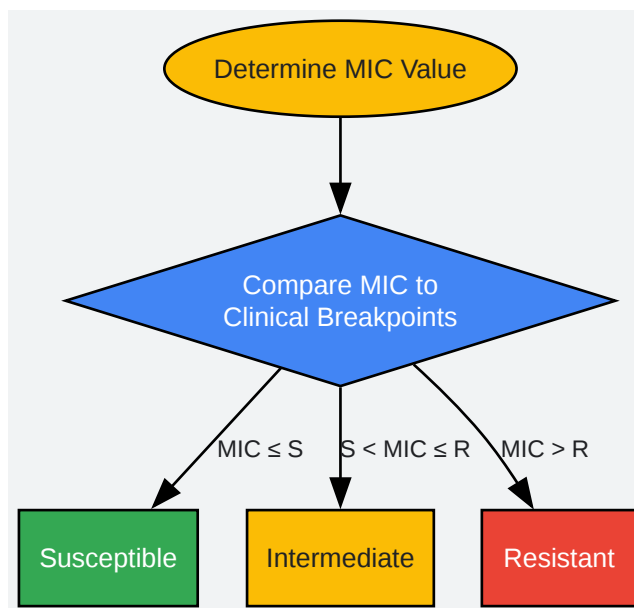 Determine MIC Value
Compare MIC to
Clinical Breakpoints
MIC ≤ S
S < MIC ≤ R
MIC > R
Susceptible
Intermediate
Resistant